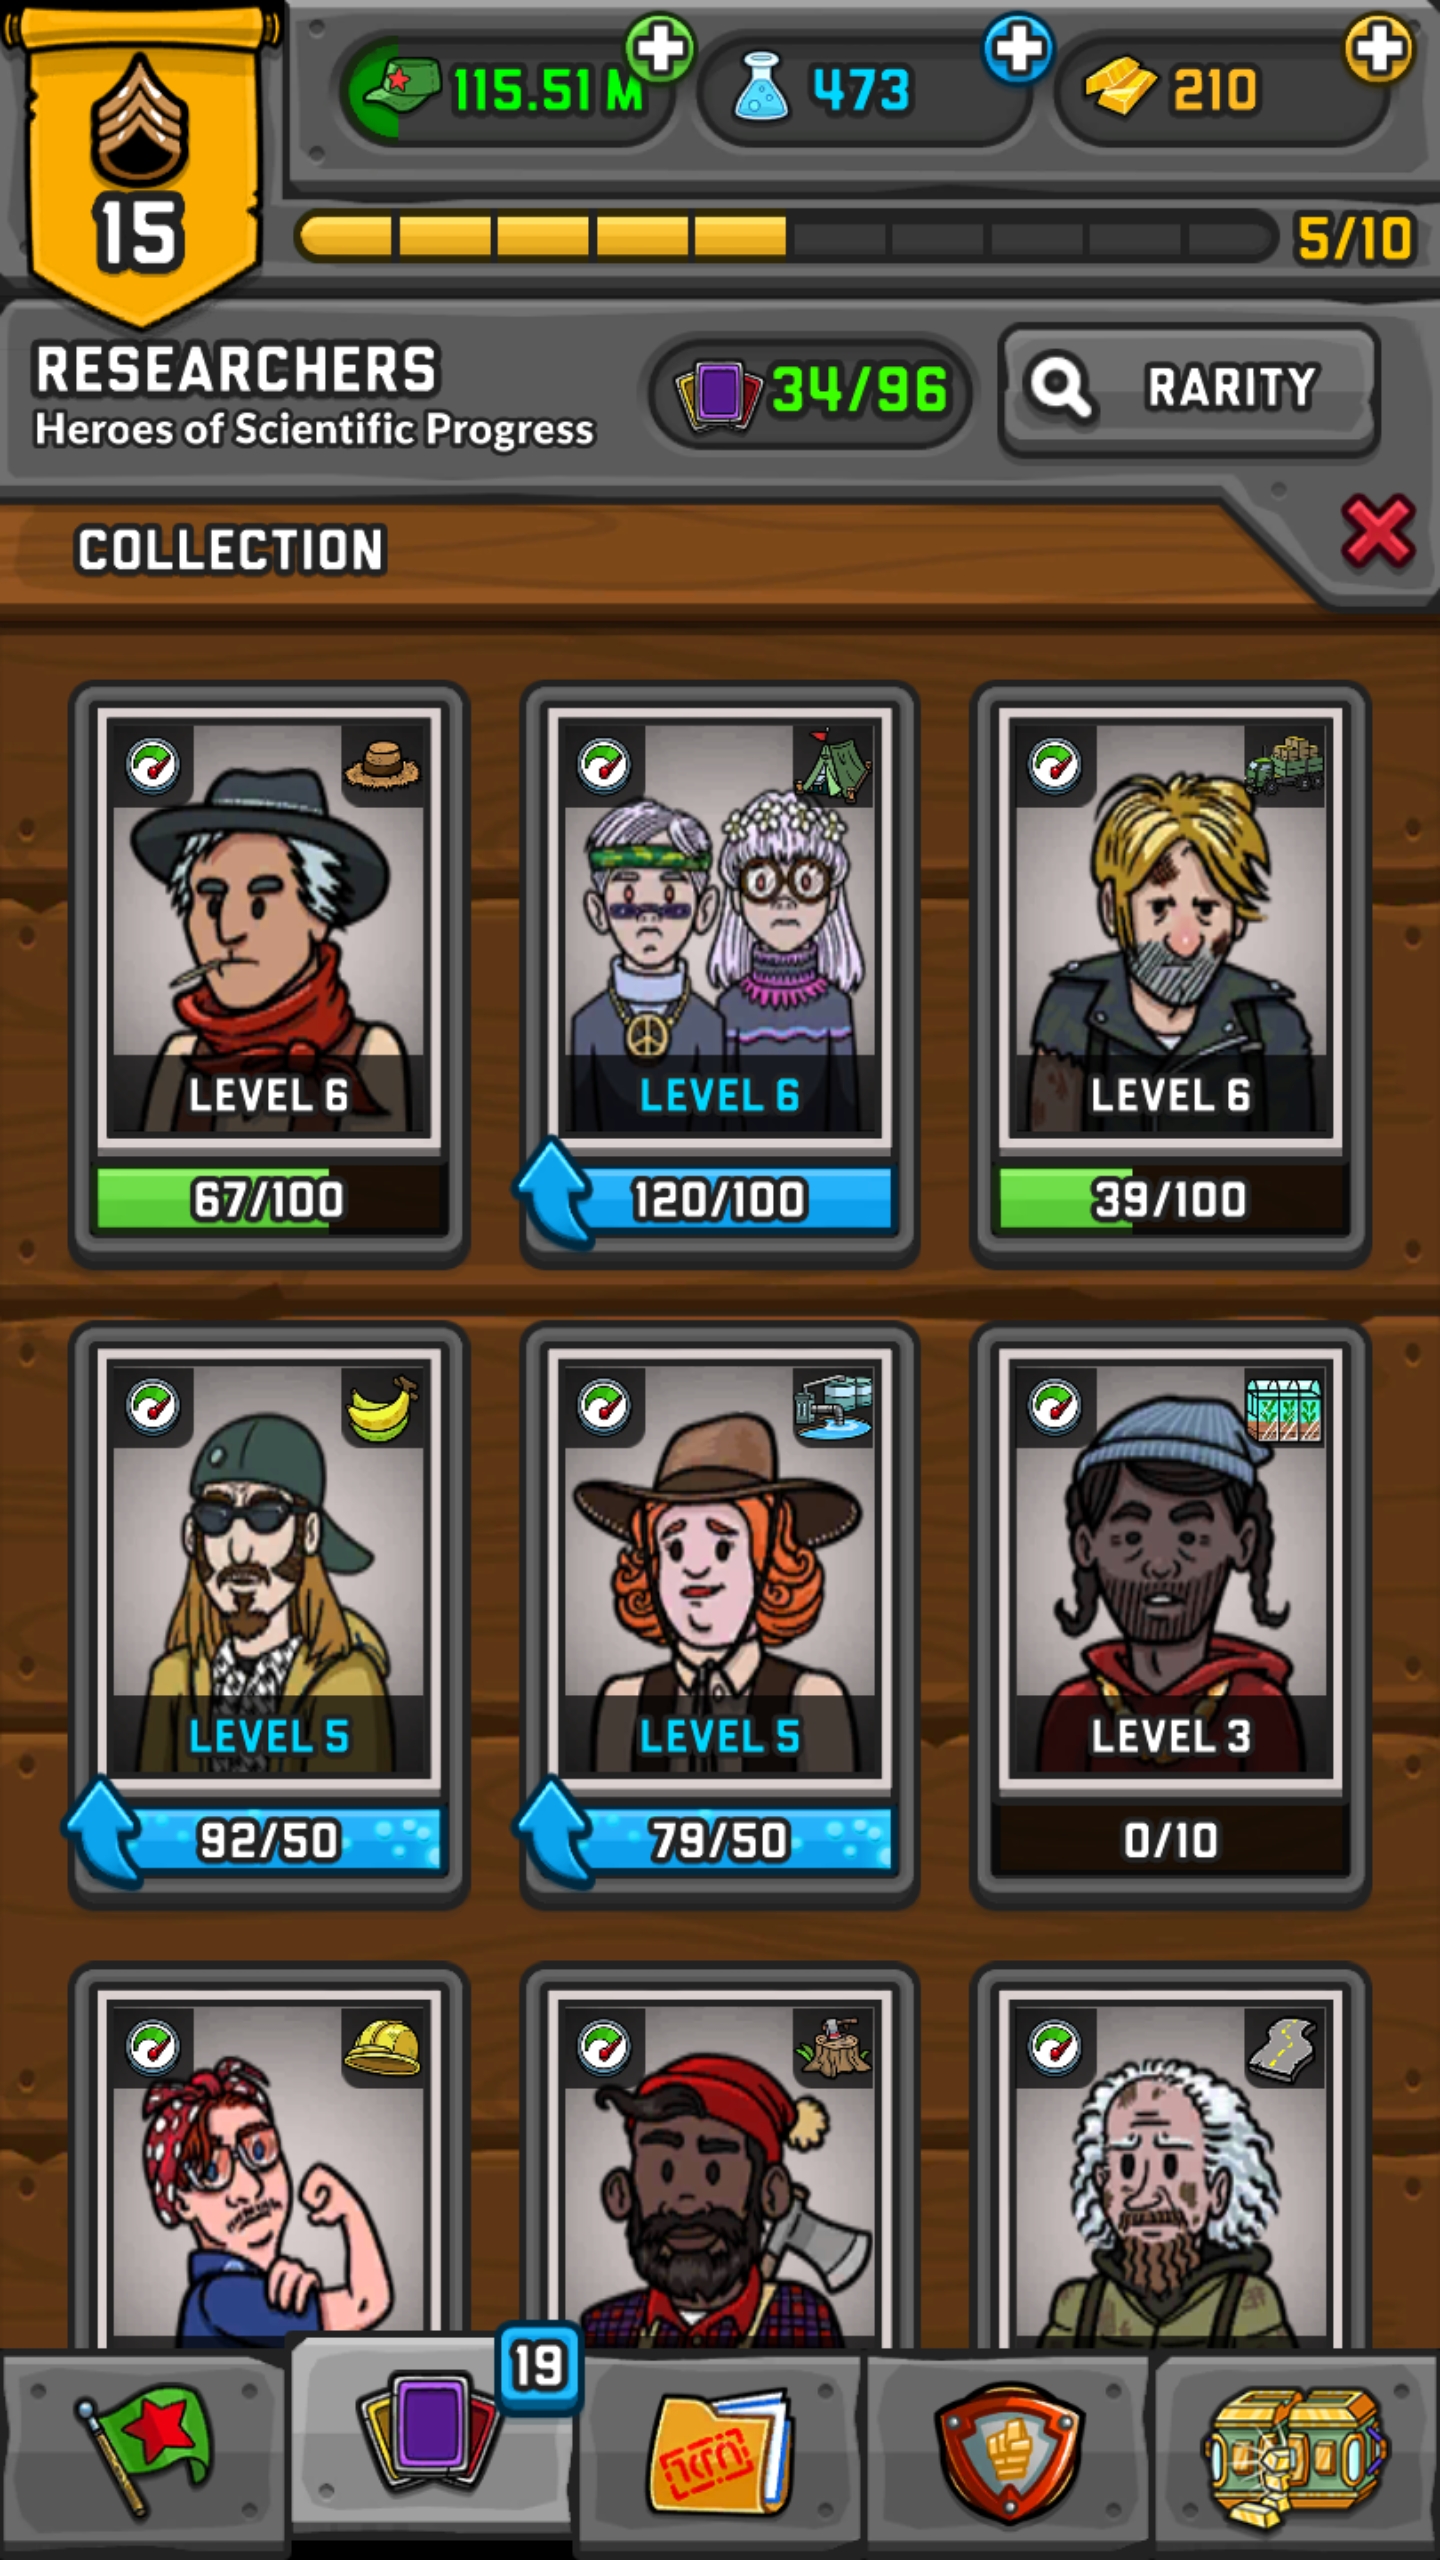 115.51 M
473
210
15
5/10
RESEARCHERS
Heroes of Scientific Progress
34/96
RARITY
COLLECTION
LEVEL 6
LEVEL 6
LEVEL 6
67/100
120/100
39/100
LEVEL 5
LEVEL 5
LEVEL 3
92/50
79/50
0/10
19